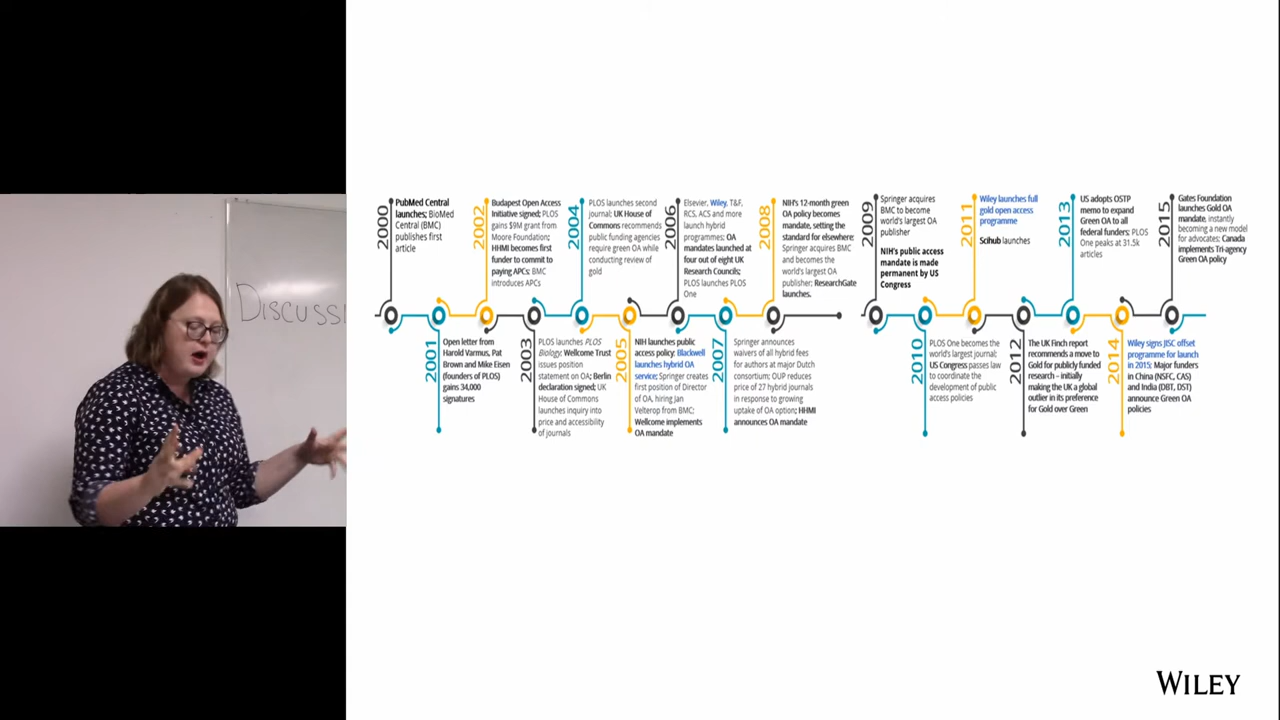 Discussi
2000
PubMed Central
launches; BioMed
Central (BMC)
publishes first
article
2001
Open letter from
Harold Varmus, Pat
Brown and Mike Eisen
(founders of PLOS)
gains 34,000
signatures
2002
Budapest Open Access
Initiative signed; PLOS
gains $9M grant from
Moore Foundation;
HHMI becomes first
funder to commit to
paying APCs; BMC
introduces APCs
2003
PLOS launches PLOS
Biology; Wellcome Trust
issues position
statement on OA; Berlin
declaration signed; UK
House of Commons
launches inquiry into
price and accessibility
of journals
2004
PLOS launches second
journal; UK House of
Commons recommends
public funding agencies
require green OA while
conducting review of
gold
2005
NIH launches public
access policy; Blackwell
launches hybrid OA
service; Springer creates
first position of Director
of OA, hiring Jan
Velterop from BMC;
Wellcome implements
OA mandate
2006
Elsevier, Wiley, T&F,
RCS, ACS and more
launch hybrid
programmes; OA
mandates launched at
four out of eight UK
Research Councils;
PLOS launches PLOS
One
2007
Springer announces
waivers of all hybrid fees
for authors at major Dutch
consortium; OUP reduces
price of 27 hybrid journals
in response to growing
uptake of OA option; HHMI
announces OA mandate
2008
NIH's 12-month green
OA policy becomes
mandate, setting the
standard for elsewhere;
Springer acquires BMC
and becomes the
world's largest OA
publisher; ResearchGate
launches.
2009
Springer acquires
BMC to become
world's largest OA
publisher
NIH's public access
mandate is made
permanent by US
Congress
2010
PLOS One becomes the
world's largest journal;
US Congress passes law
to coordinate the
development of public
access policies
2011
Wiley launches full
gold open access
programme
Scihub launches
2012
The UK Finch report
recommends a move to
Gold for publicly funded
research – initially
making the UK a global
outlier in its preference
for Gold over Green
2013
US adopts OSTP
memo to expand
Green OA to all
federal funders; PLOS
One peaks at 31.5k
articles
2014
Wiley signs JISC offset
programme for launch
in 2015; Major funders
in China (NSFC, CAS)
and India (DBT, DST)
announce Green OA
policies
2015
Gates Foundation
launches Gold OA
mandate, instantly
becoming a new model
for advocates; Canada
implements Tri-agency
Green OA policy
WILEY